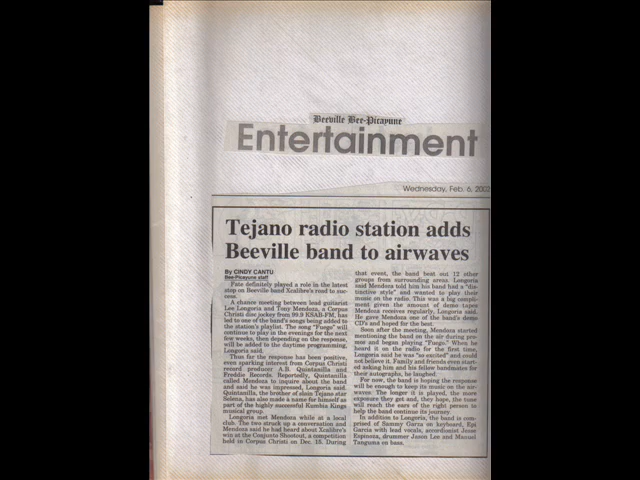 Beeville Bee-Picayune
Entertainment
Wednesday, Feb. 6, 2002
Tejano radio station adds
Beeville band to airwaves
By CINDY CANTU
Bee-Picayune staff
Fate definitely played a role in the latest
stop on Beeville band Xcalibre's road to suc-
cess.
A chance meeting between lead guitarist
Lee Longoria and Tony Mendoza, a Corpus
Christi disc jockey from 99.9 KSAB-FM, has
led to one of the band's songs being added to
the station's playlist. The song "Fuego" will
continue to play in the evenings for the next
few weeks, then depending on the response,
will be added to the daytime programming,
Longoria said.
Thus far the response has been positive,
even sparking interest from Corpus Christi
record producer A.B. Quintanilla and
Freddie Records. Reportedly, Quintanilla
called Mendoza to inquire about the band
and said he was impressed, Longoria said.
Quintanilla, the brother of slain Tejano star
Selena, has also made a name for himself as
part of the highly successful Kumbia Kings
musical group.
Longoria met Mendoza while at a local
club. The two struck up a conversation and
Mendoza said he had heard about Xcalibre's
win at the Conjunto Shootout, a competition
held in Corpus Christi on Dec. 15. During
that event, the band beat out 12 other
groups from surrounding areas. Longoria
said Mendoza told him his band had a "dis-
tinctive style" and wanted to play their
music on the radio. This was a big compli-
ment given the amount of demo tapes
Mendoza receives regularly, Longoria said.
He gave Mendoza one of the band's demo
CD's and hoped for the best.
Soon after the meeting, Mendoza started
mentioning the band on the air during pro-
mos and began playing "Fuego." When he
heard it on the radio for the first time,
Longoria said he was "so excited" and could
not believe it. Family and friends even start-
ed asking him and his fellow bandmates for
their autographs, he laughed.
For now, the band is hoping the response
will be enough to keep its music on the air-
waves. The longer it is played, the more
exposure they get and, they hope, the tune
will reach the ears of the right person to
help the band continue its journey.
In addition to Longoria, the band is com-
prised of Sammy Garza on keyboard, Epi
Garcia with lead vocals, accordionist Jesse
Espinoza, drummer Jason Lee and Manuel
Tanguma on bass.